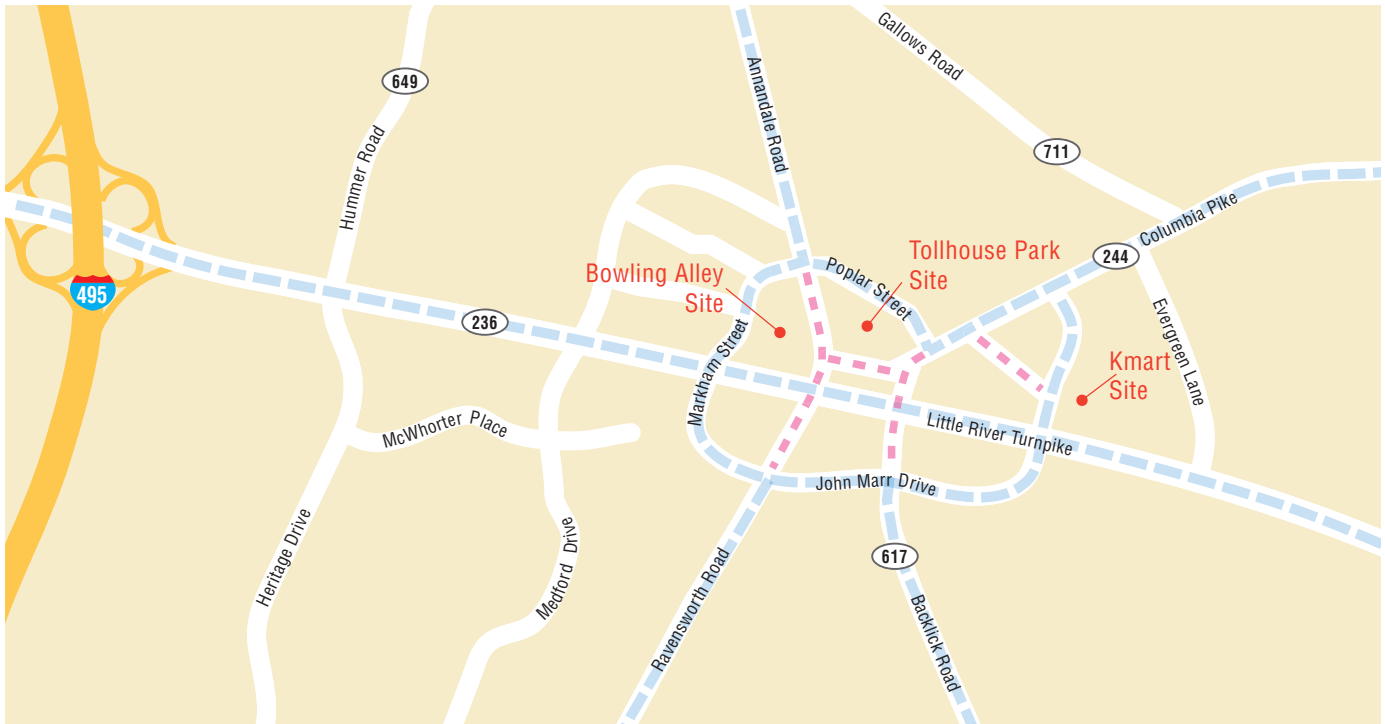 Gallows Road
649
Annandale Road
711
Hummer Road
Columbia Pike
244
Tollhouse Park
Site
Bowling Alley
Site
Poplar Street
495
236
Markham Street
Evergreen Lane
Kmart
Site
McWhorter Place
Little River Turnpike
John Marr Drive
Heritage Drive
Medford Drive
617
Ravensworth Road
Backlick Road